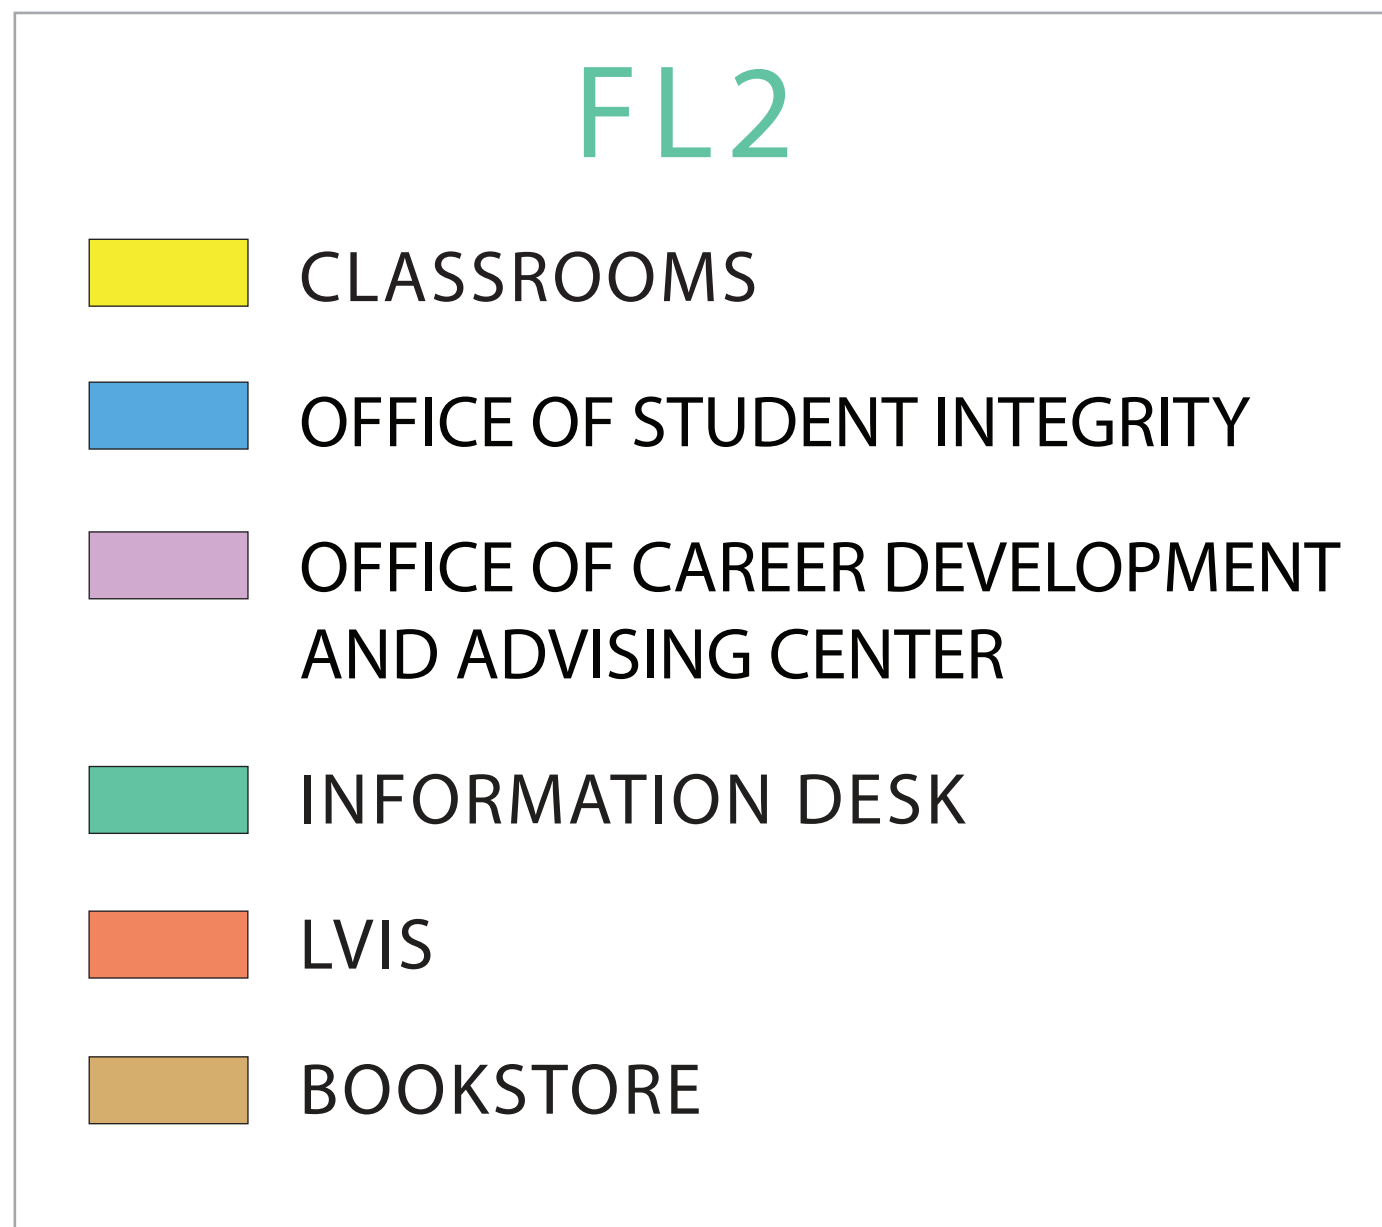 FL2
CLASSROOMS
OFFICE OF STUDENT INTEGRITY
OFFICE OF CAREER DEVELOPMENT
AND ADVISING CENTER
INFORMATION DESK
LVIS
BOOKSTORE